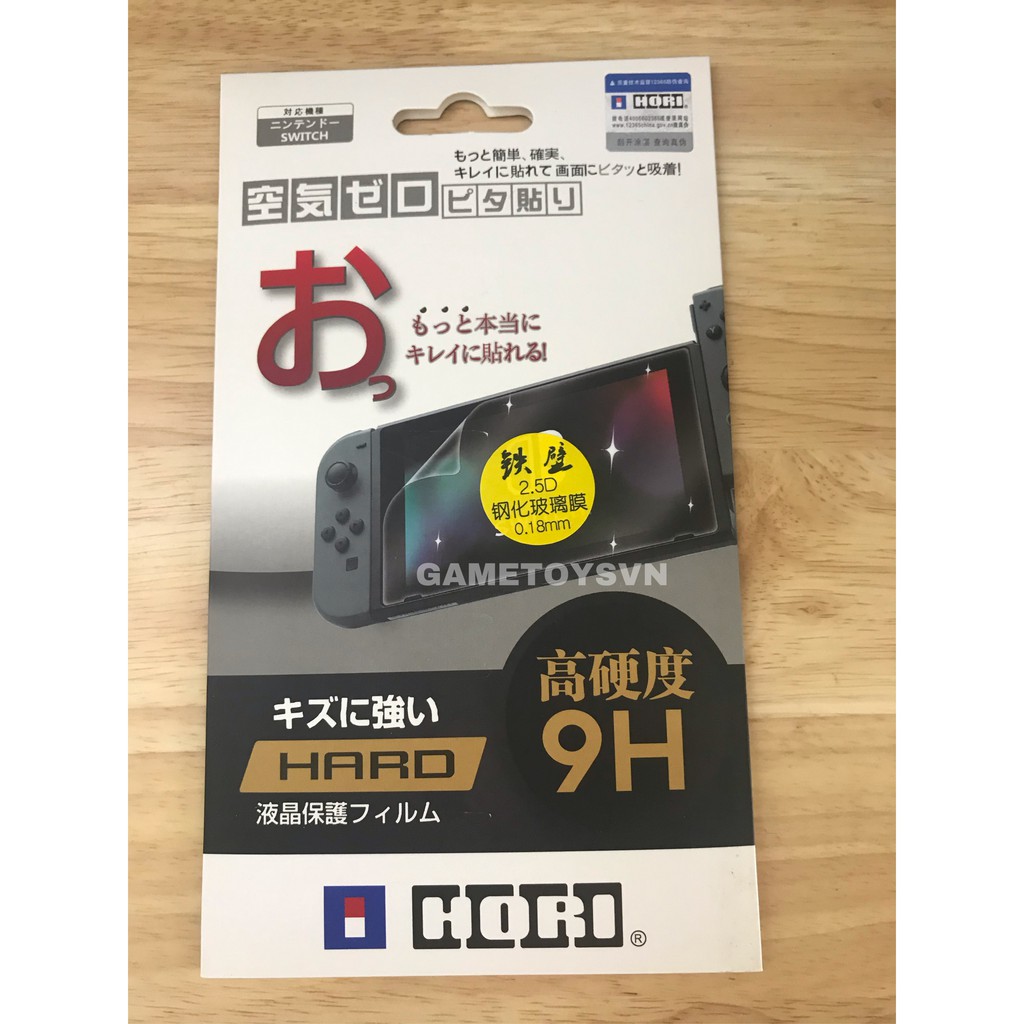 対応機種
ニンテンドー
SWITCH
HORI
もっと簡単、確実、
キレイに貼れて 画面にピタッと吸着!
空気ゼロ ピタ貼り
おっ
もっと本当に
キレイに貼れる!
铁壁
2.5D
钢化玻璃膜
0.18mm
GAMETOYSVN
高硬度
9H
キズに強い
HARD
液晶保護フィルム
HORI ®